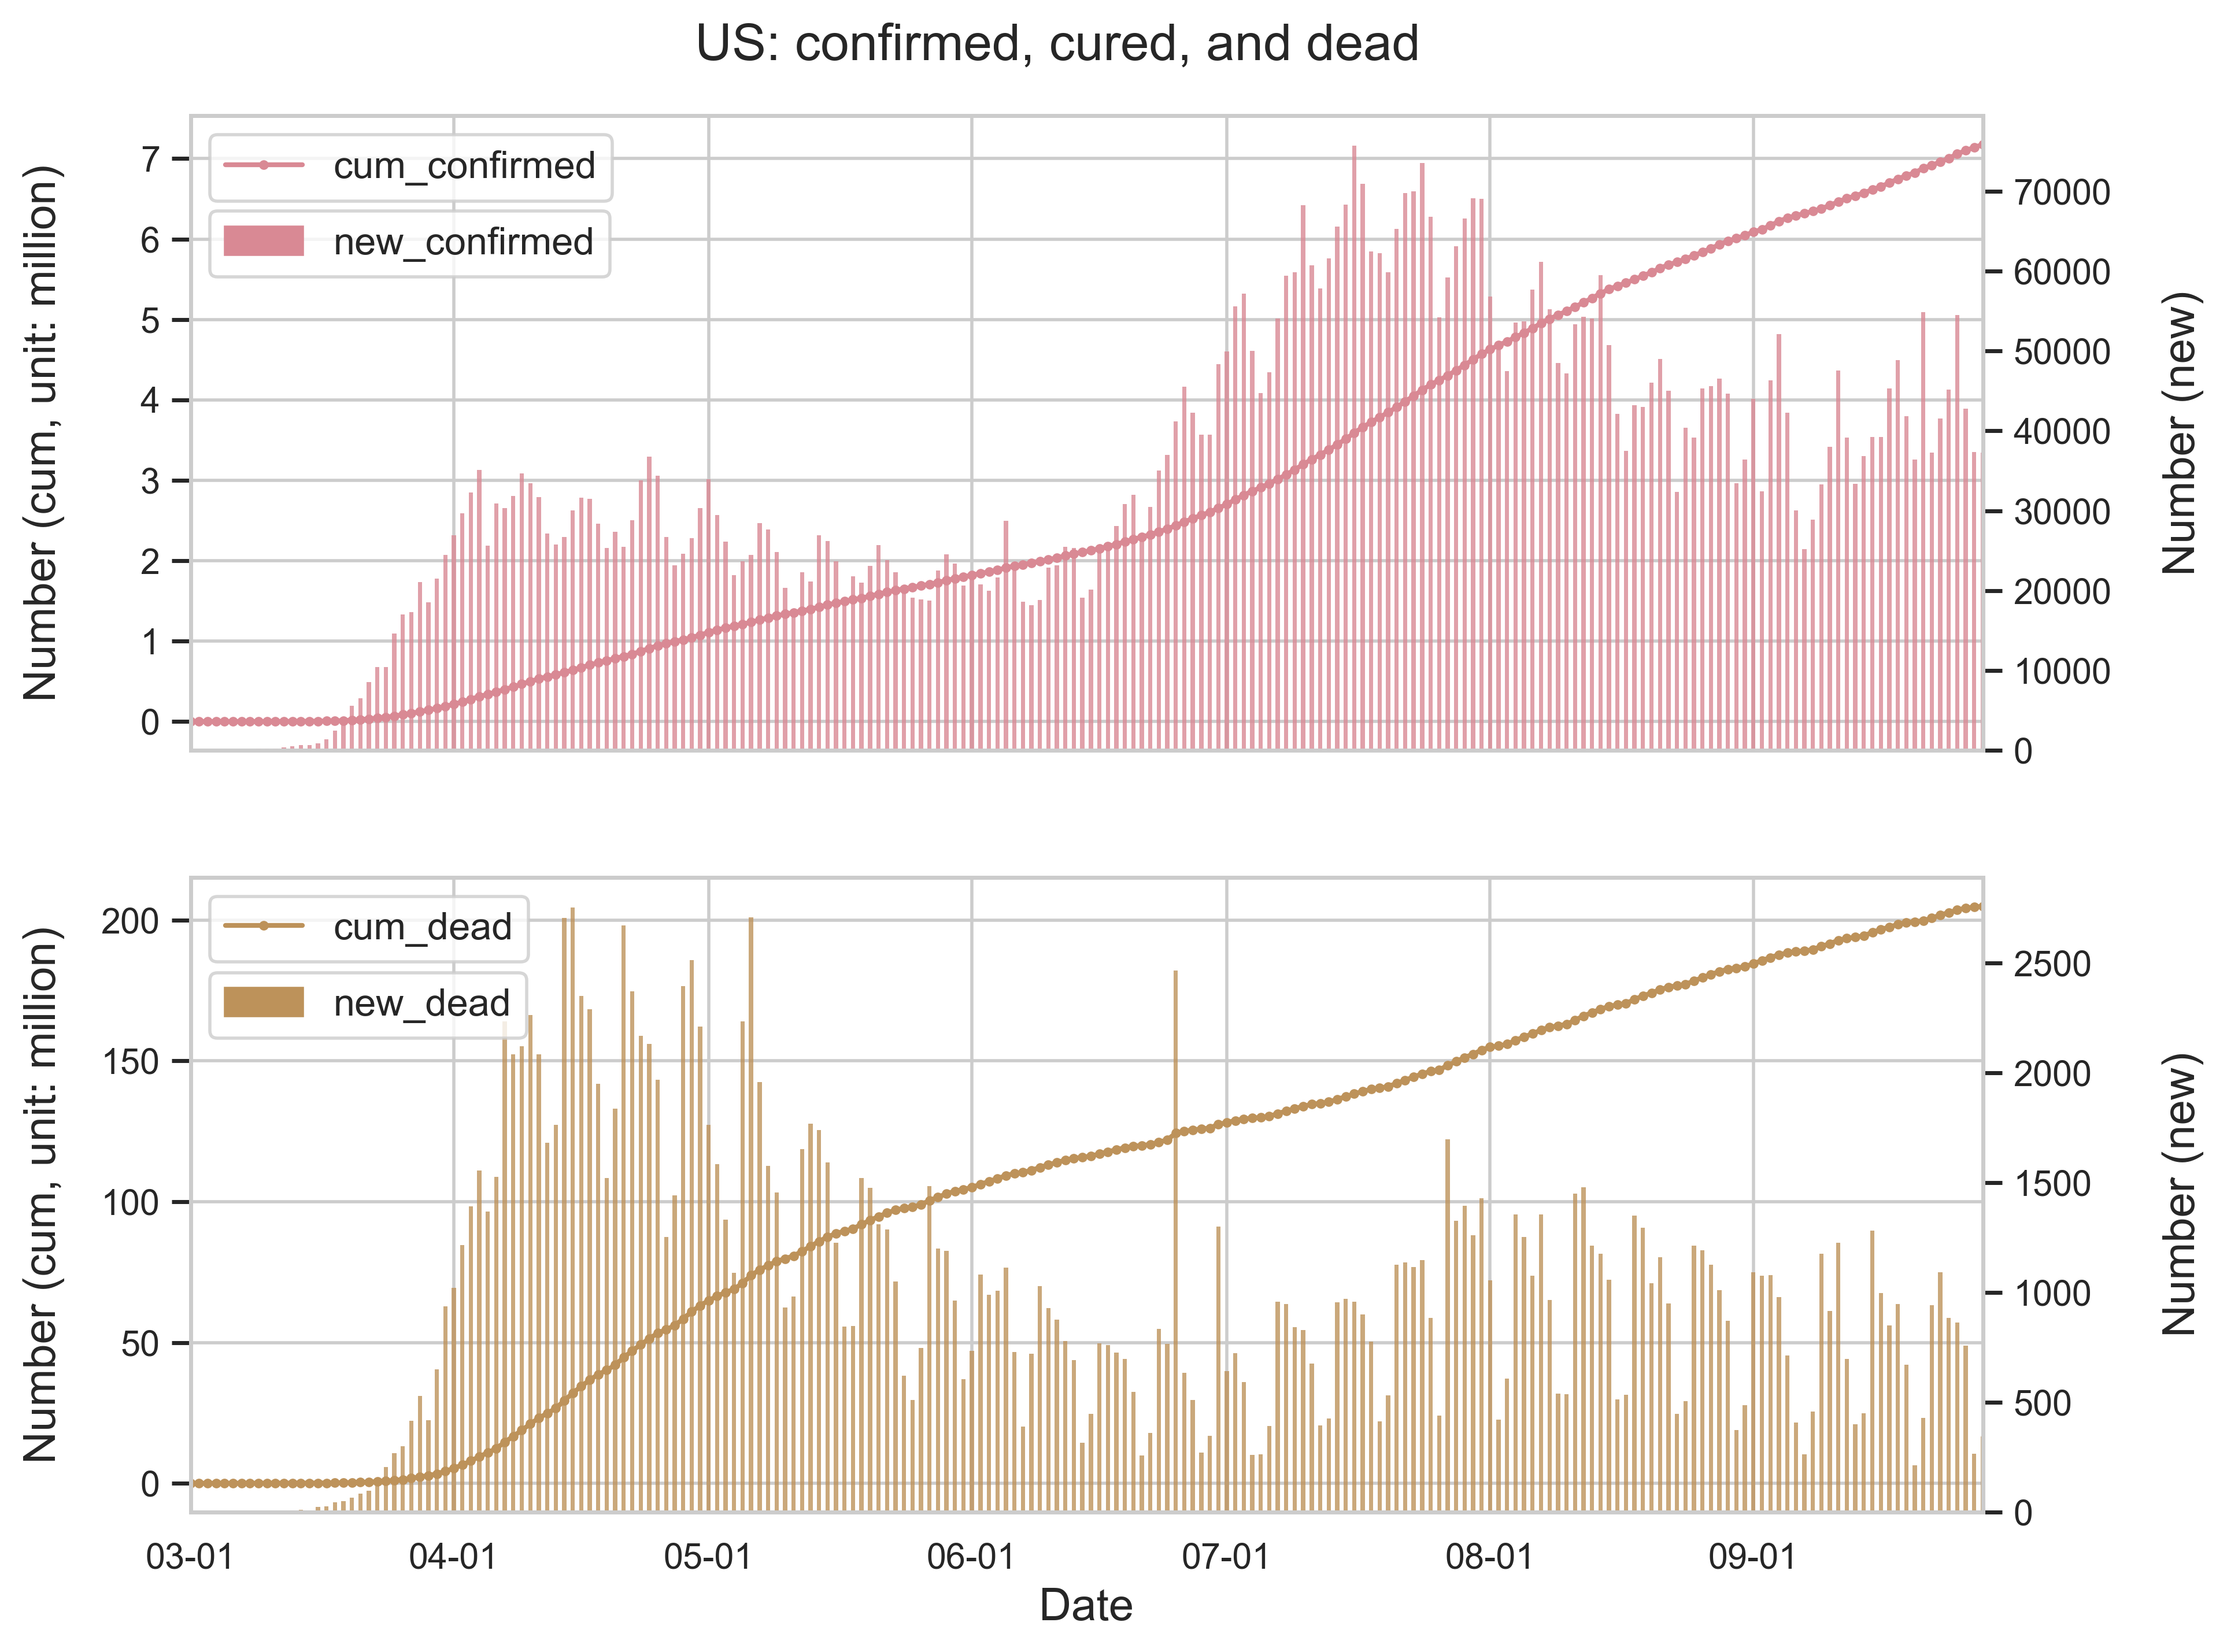 US: confirmed, cured, and dead
cum_confirmed
new_confirmed
7
6
5
4
3
2
1
0
Number (cum, unit: million)
70000
60000
50000
40000
30000
20000
10000
0
Number (new)
cum_dead
new_dead
200
150
100
50
0
Number (cum, unit: million)
2500
2000
1500
1000
500
0
Number (new)
03-01 04-01 05-01 06-01 07-01 08-01 09-01
Date